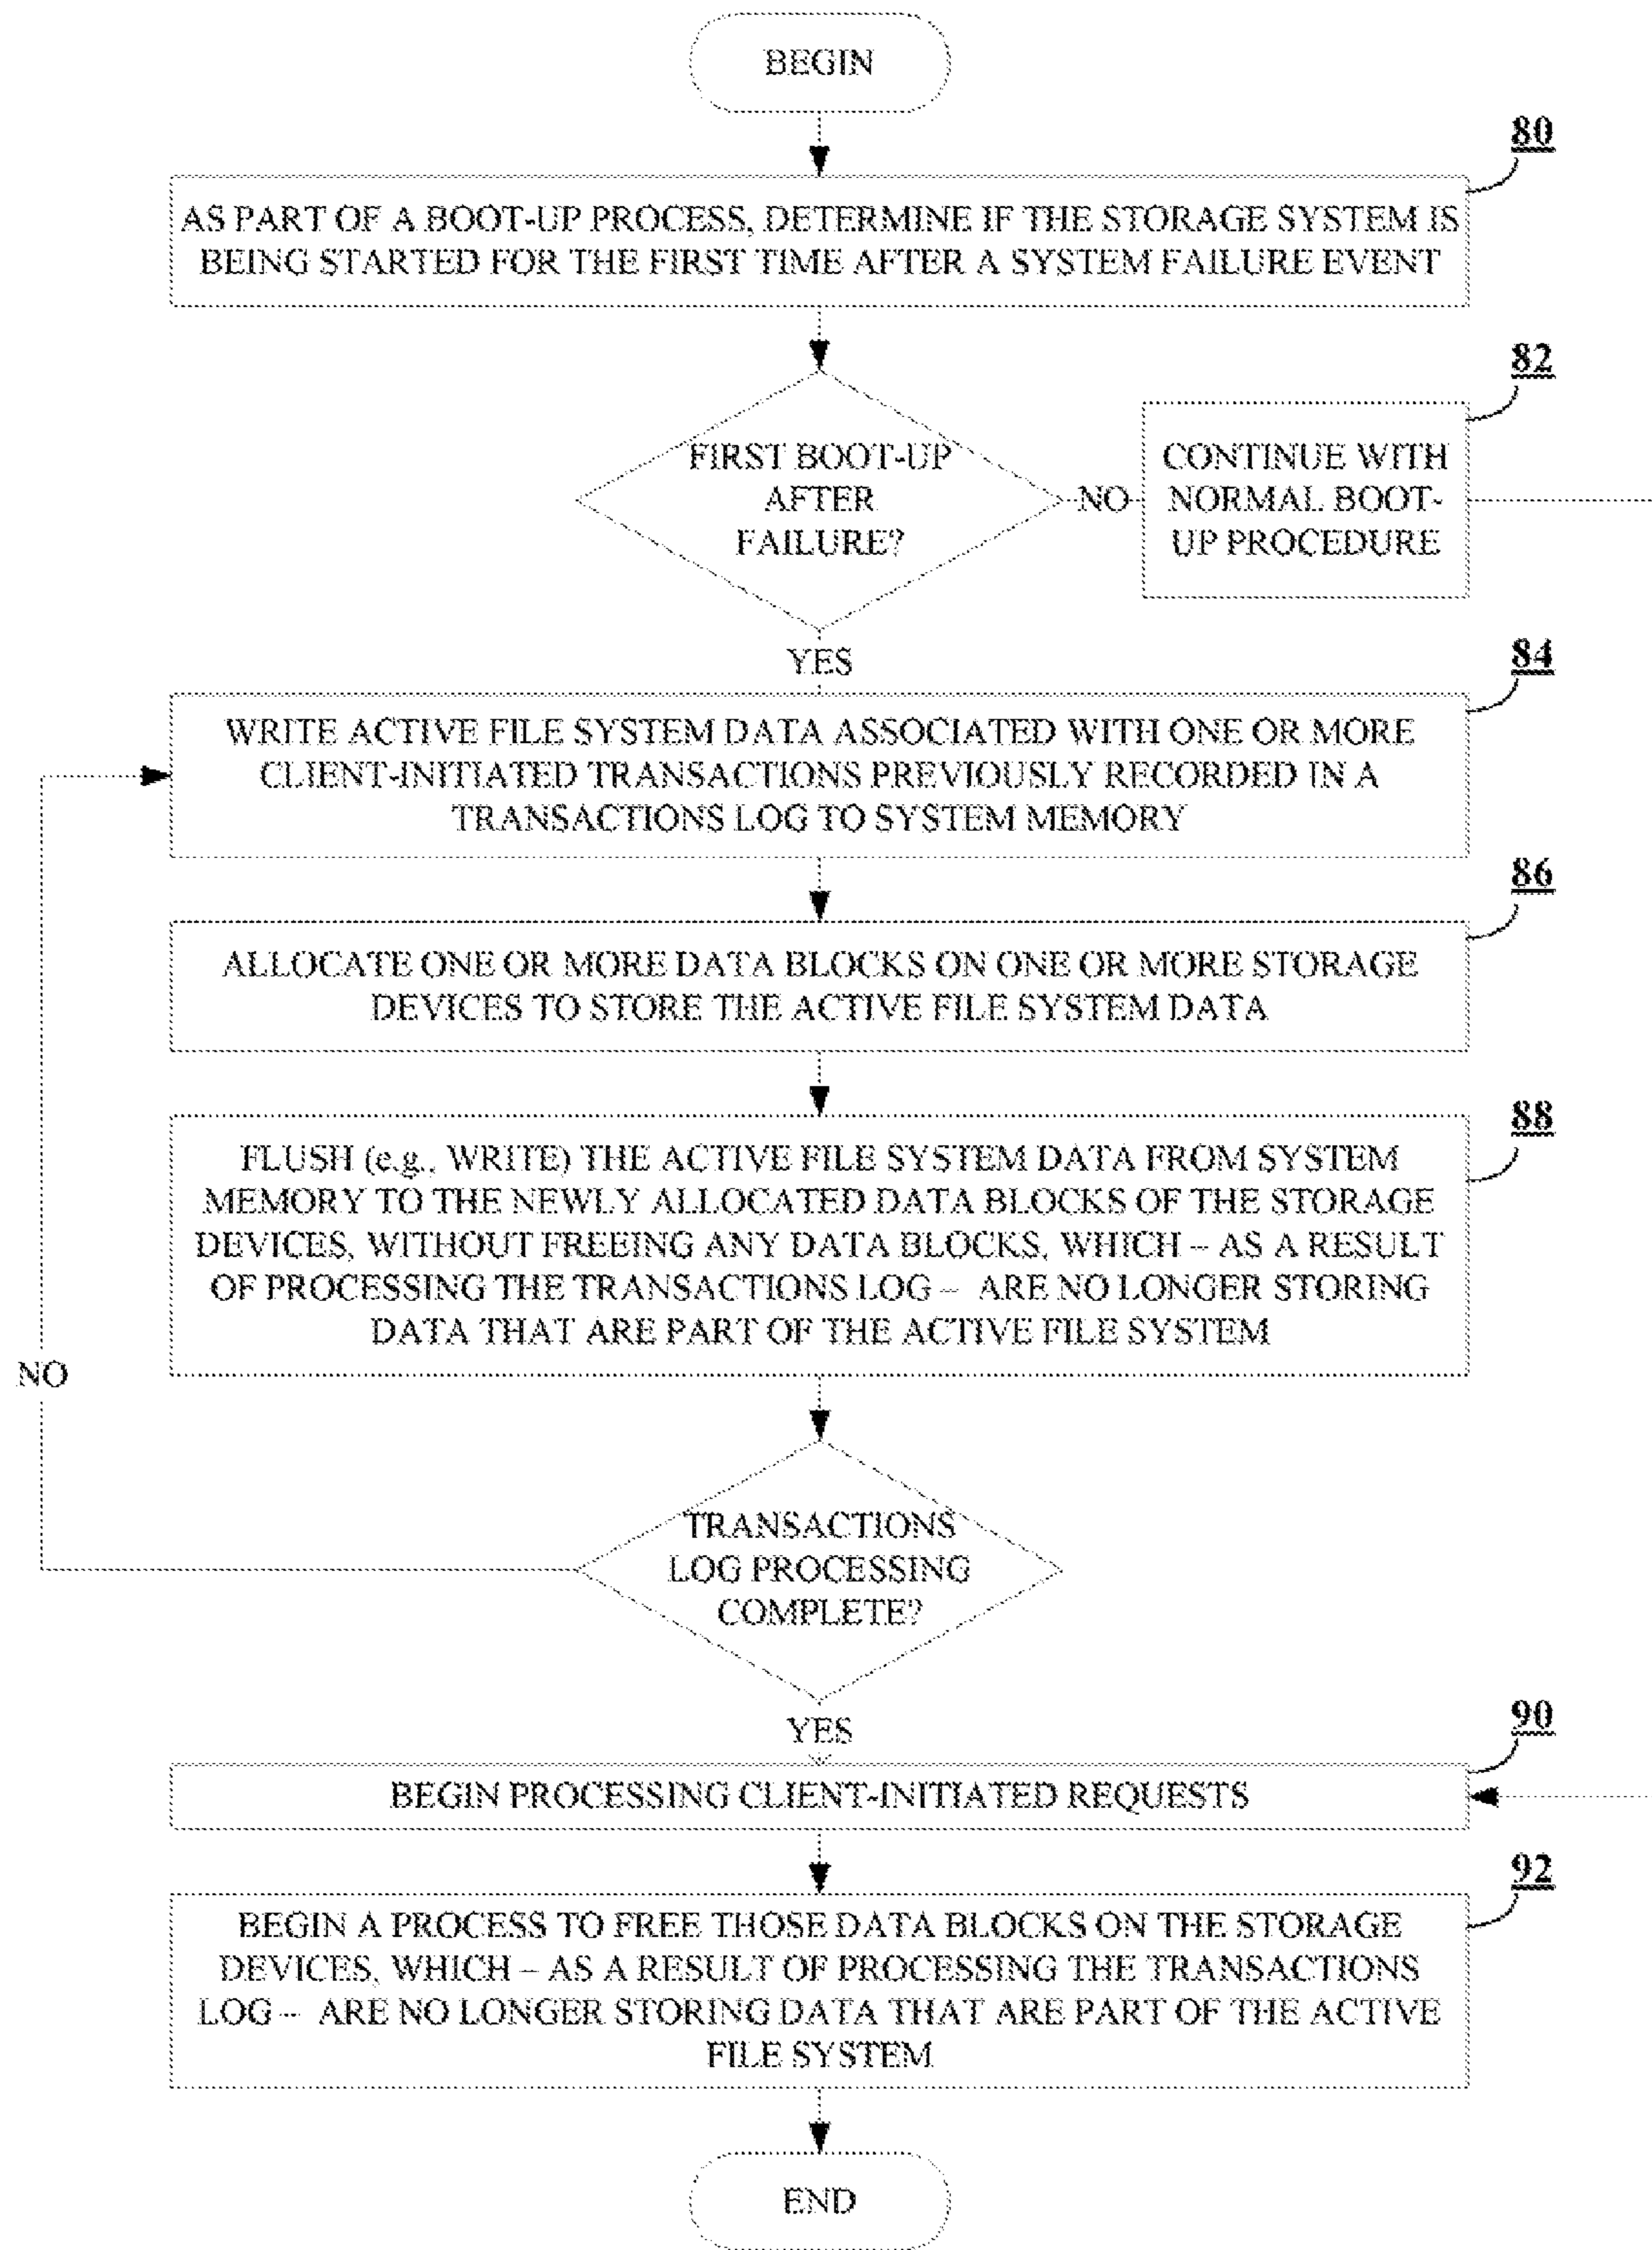 BEGIN
80
AS PART OF A BOOT-UP PROCESS, DETERMINE IF THE STORAGE SYSTEM IS
BEING STARTED FOR THE FIRST TIME AFTER A SYSTEM FAILURE EVENT
82
FIRST BOOT-UP
AFTER
FAILURE?
NO
CONTINUE WITH
NORMAL BOOT-
UP PROCEDURE
YES
84
WRITE ACTIVE FILE SYSTEM DATA ASSOCIATED WITH ONE OR MORE
CLIENT-INITIATED TRANSACTIONS PREVIOUSLY RECORDED IN A
TRANSACTIONS LOG TO SYSTEM MEMORY
86
ALLOCATE ONE OR MORE DATA BLOCKS ON ONE OR MORE STORAGE
DEVICES TO STORE THE ACTIVE FILE SYSTEM DATA
88
FLUSH (e.g., WRITE) THE ACTIVE FILE SYSTEM DATA FROM SYSTEM
MEMORY TO THE NEWLY ALLOCATED DATA BLOCKS OF THE STORAGE
DEVICES, WITHOUT FREEING ANY DATA BLOCKS, WHICH – AS A RESULT
OF PROCESSING THE TRANSACTIONS LOG – ARE NO LONGER STORING
DATA THAT ARE PART OF THE ACTIVE FILE SYSTEM
NO
TRANSACTIONS
LOG PROCESSING
COMPLETE?
YES
90
BEGIN PROCESSING CLIENT-INITIATED REQUESTS
92
BEGIN A PROCESS TO FREE THOSE DATA BLOCKS ON THE STORAGE
DEVICES, WHICH – AS A RESULT OF PROCESSING THE TRANSACTIONS
LOG – ARE NO LONGER STORING DATA THAT ARE PART OF THE ACTIVE
FILE SYSTEM
END